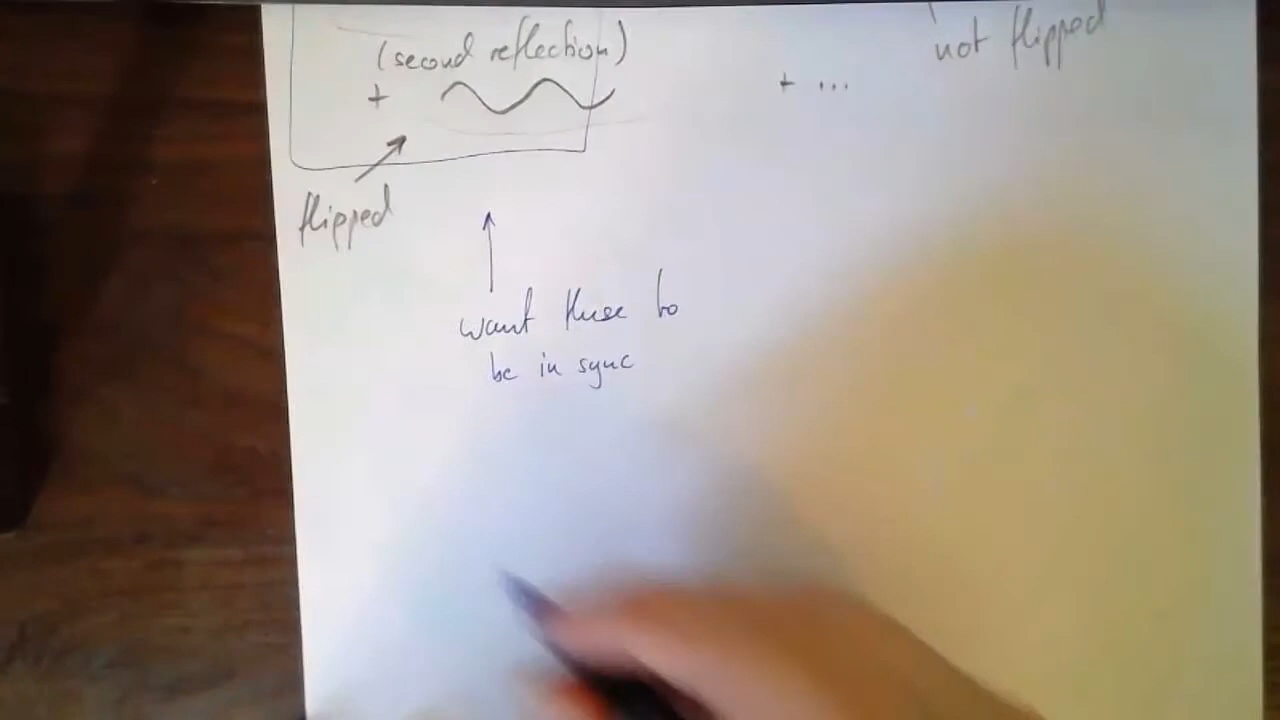 (second reflection)
not flipped
+
+ ...
flipped
want these to
be in sync